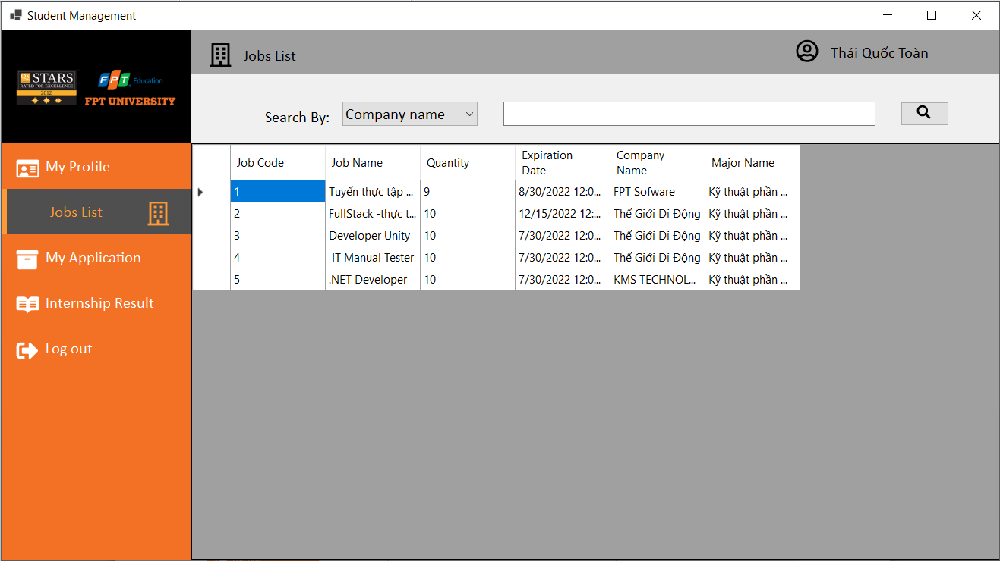 Student Management
QS STARS
RATED FOR EXCELLENCE
2012
FPT Education
FPT UNIVERSITY
Jobs List
Thái Quốc Toàn
Search By:
Company name
My Profile
Jobs List
My Application
Internship Result
Log out
Job Code Job Name Quantity Expiration Date Company Name Major Name
1 Tuyển thực tập ... 9 8/30/2022 12:0... FPT Sofware Kỹ thuật phần ...
2 FullStack -thực t... 10 12/15/2022 12:... Thế Giới Di Động Kỹ thuật phần ...
3 Developer Unity 10 7/30/2022 12:0... Thế Giới Di Động Kỹ thuật phần ...
4 IT Manual Tester 10 7/30/2022 12:0... Thế Giới Di Động Kỹ thuật phần ...
5 .NET Developer 10 7/30/2022 12:0... KMS TECHNOL... Kỹ thuật phần ...